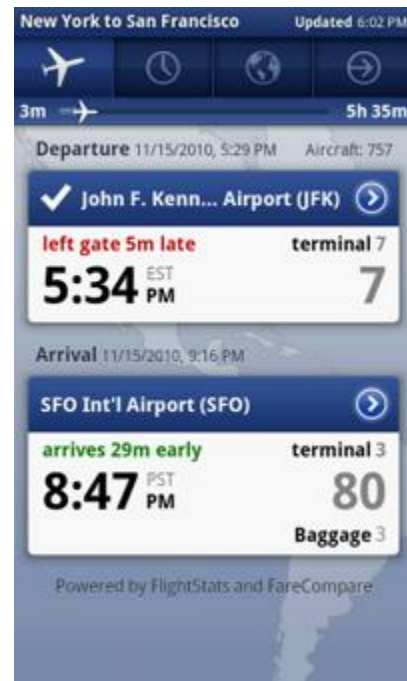 New York to San Francisco Updated 6:02 PM
3m 5h 35m
Departure 11/15/2010, 5:29 PM Aircraft: 757
John F. Kenn... Airport (JFK)
left gate 5m late terminal 7
5:34 EST PM 7
Arrival 11/15/2010, 9:16 PM
SFO Int'l Airport (SFO)
arrives 29m early terminal 3
8:47 PST PM 80
Baggage 3
Powered by FlightStats and FareCompare